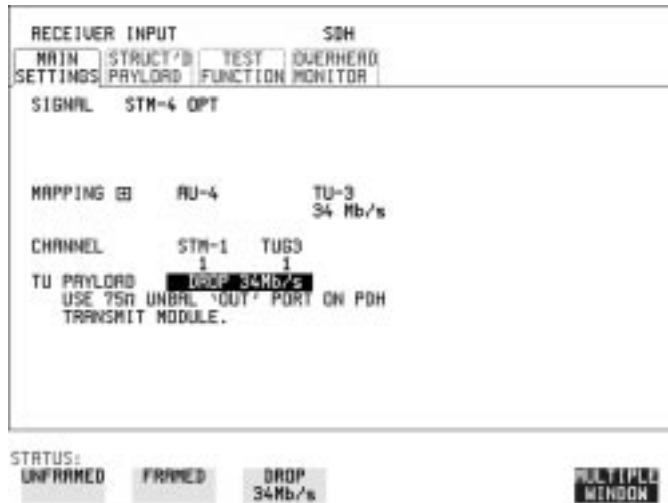 RECEIVER INPUT SDH
MAIN SETTINGS STRUCT'D PAYLOAD TEST FUNCTION OVERHEAD MONITOR
SIGNAL STM-4 OPT
MAPPING AU-4 TU-3
34 Mb/s
CHANNEL STM-1 TUG3
1 1
TU PAYLOAD DROP 34Mb/s
USE 75Ω UNBAL 'OUT' PORT ON PDH
TRANSMIT MODULE.
STATUS:
UNFRAMED FRAMED DROP 34Mb/s MULTIPLE WINDOW